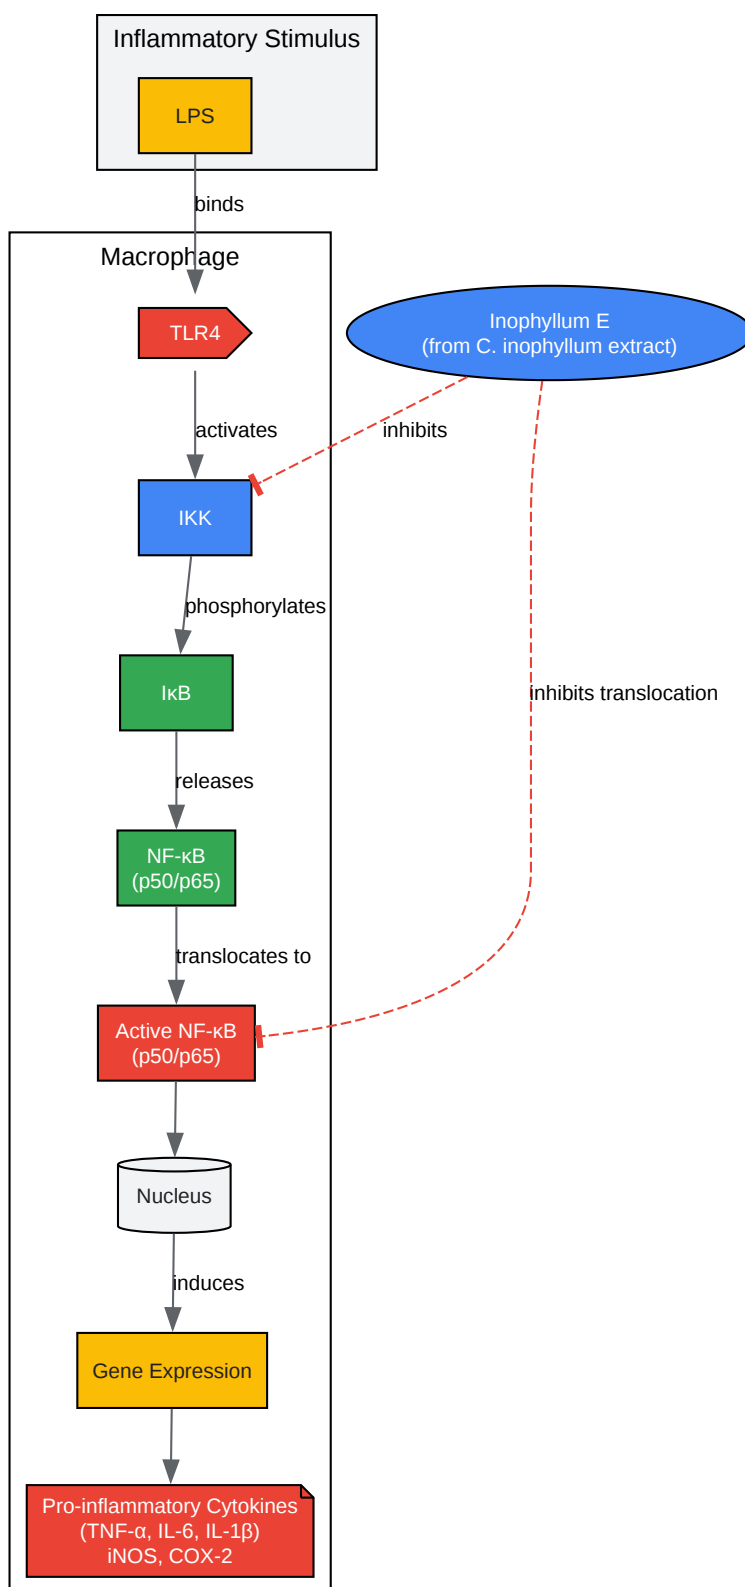 Inflammatory Stimulus
LPS
binds
Macrophage
TLR4
Inophyllum E
(from C. inophyllum extract)
activates
inhibits
IKK
phosphorylates
IκB
inhibits translocation
releases
NF-κB
(p50/p65)
translocates to
Active NF-κB
(p50/p65)
Nucleus
induces
Gene Expression
Pro-inflammatory Cytokines
(TNF-α, IL-6, IL-1β)
iNOS, COX-2